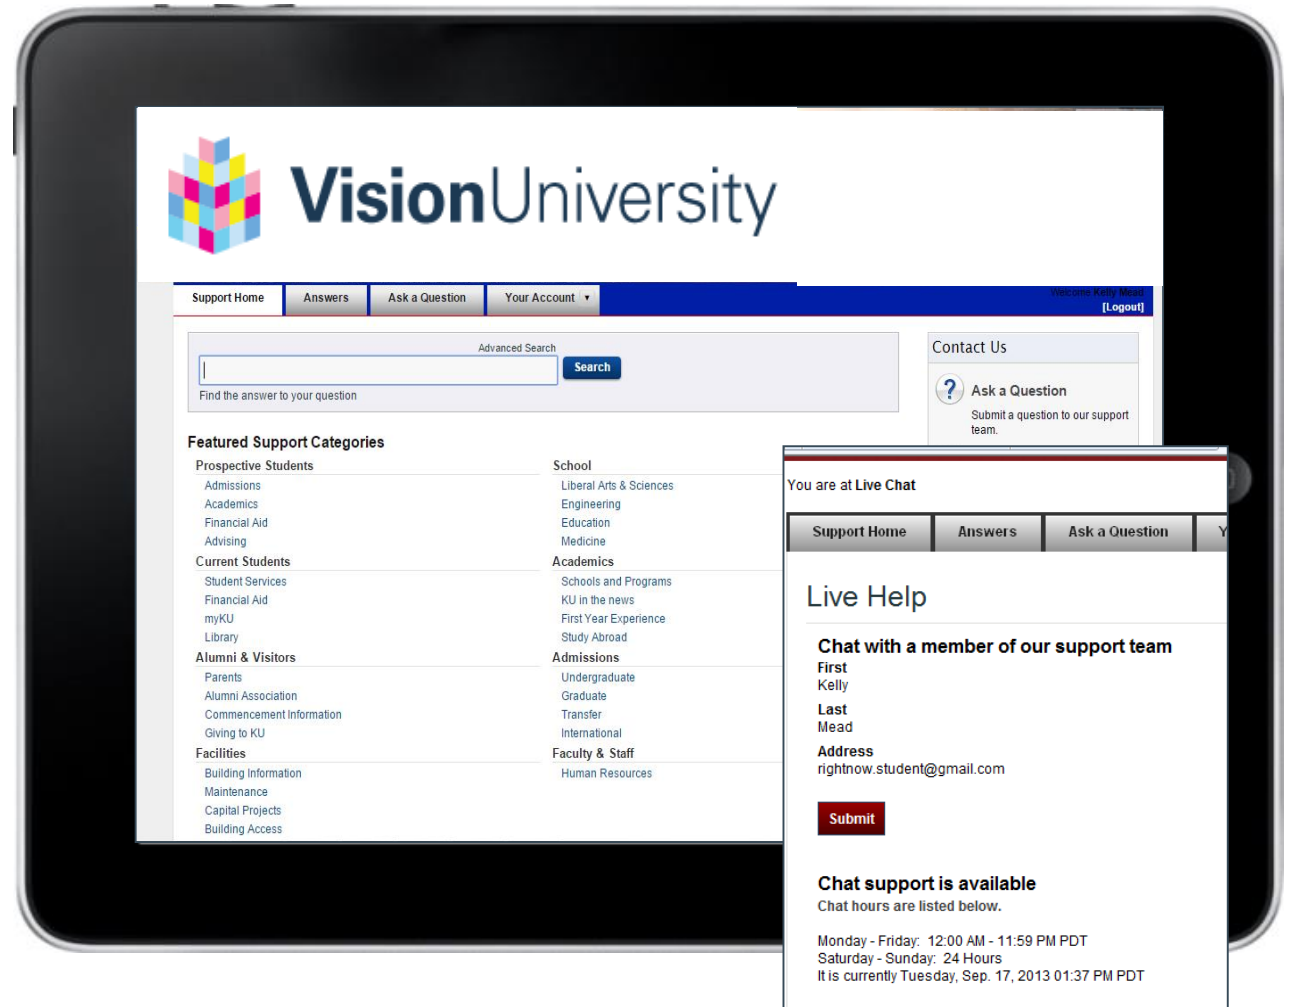 VisionUniversity
Support Home Answers Ask a Question Your Account
Welcome Kelly Mead
[Logout]
Advanced Search
Search
Find the answer to your question
Contact Us
Ask a Question
Submit a question to our support
team.
Featured Support Categories
Prospective Students
Admissions
Academics
Financial Aid
Advising
Current Students
Student Services
Financial Aid
myKU
Library
Alumni & Visitors
Parents
Alumni Association
Commencement Information
Giving to KU
Facilities
Building Information
Maintenance
Capital Projects
Building Access
School
Liberal Arts & Sciences
Engineering
Education
Medicine
Academics
Schools and Programs
KU in the news
First Year Experience
Study Abroad
Admissions
Undergraduate
Graduate
Transfer
International
Faculty & Staff
Human Resources
You are at Live Chat
Support Home Answers Ask a Question Y
Live Help
Chat with a member of our support team
First
Kelly
Last
Mead
Address
rightnow.student@gmail.com
Submit
Chat support is available
Chat hours are listed below.
Monday - Friday: 12:00 AM - 11:59 PM PDT
Saturday - Sunday: 24 Hours
It is currently Tuesday, Sep. 17, 2013 01:37 PM PDT